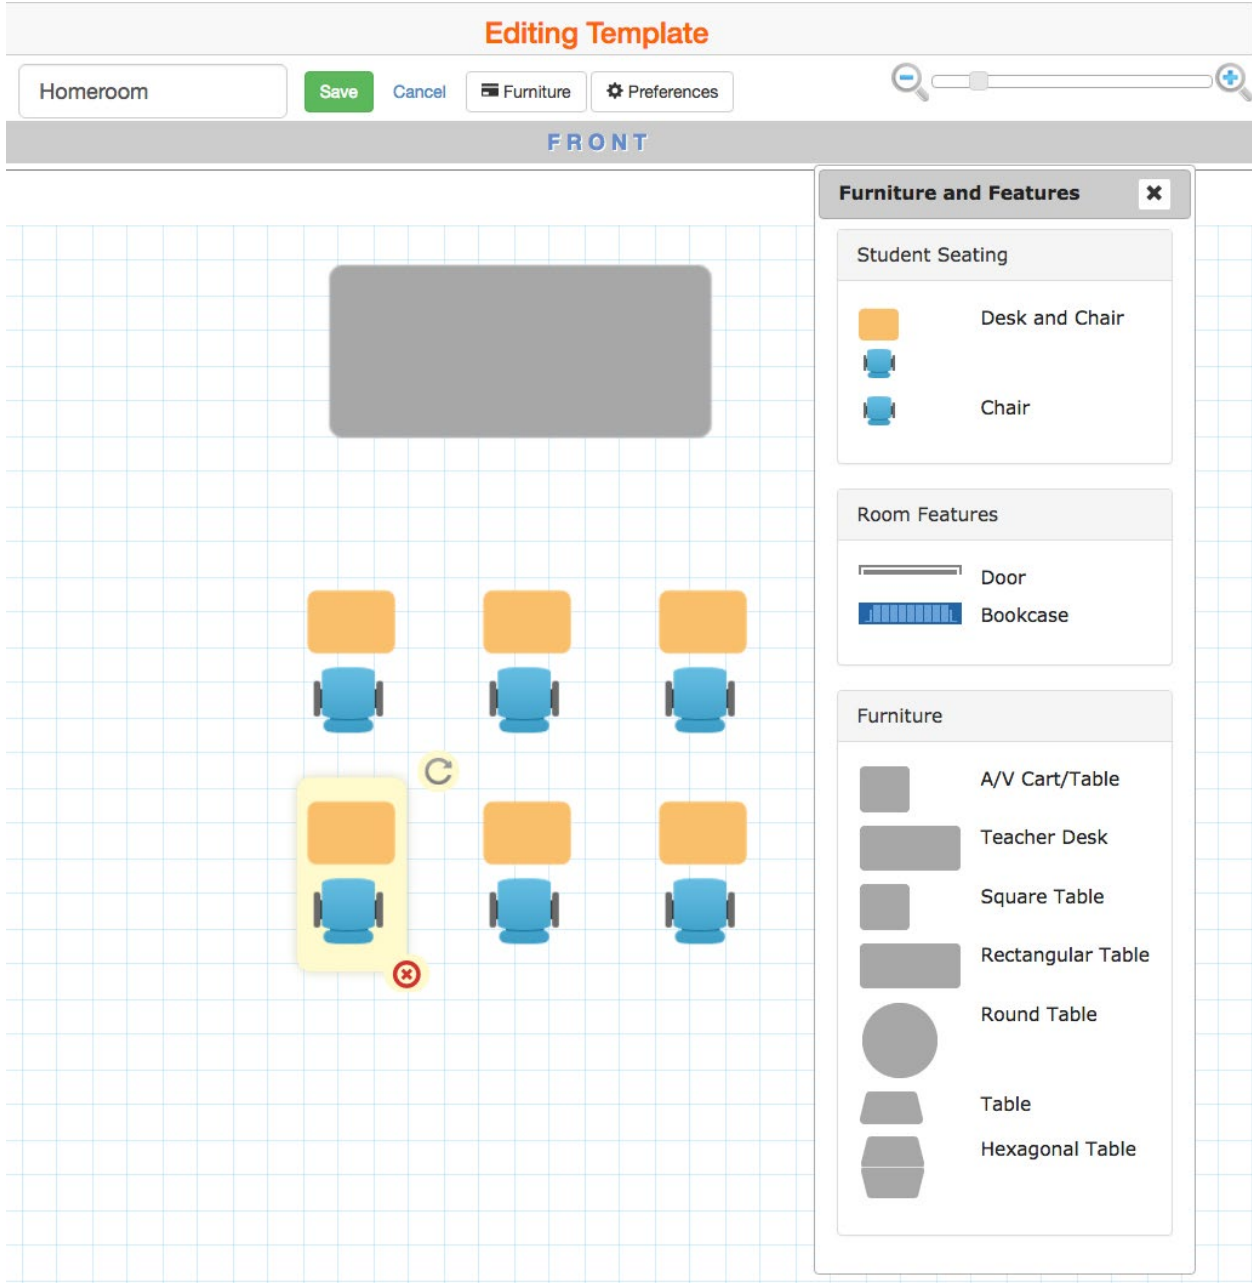 Editing Template
Homeroom Save Cancel Furniture Preferences
FRONT
Furniture and Features
Student Seating
Desk and Chair
Chair
Room Features
Door
Bookcase
Furniture
A/V Cart/Table
Teacher Desk
Square Table
Rectangular Table
Round Table
Table
Hexagonal Table